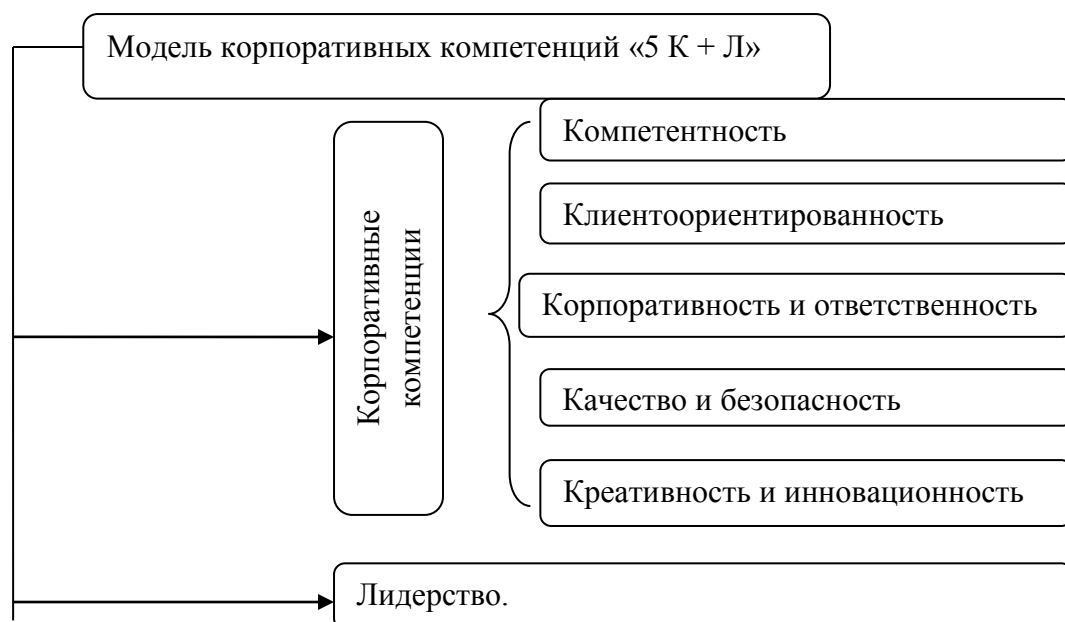 Модель корпоративных компетенций «5 К + Л»
Корпоративные
компетенции
Компетентность
Клиентоориентированность
Корпоративность и ответственность
Качество и безопасность
Креативность и инновационность
Лидерство.